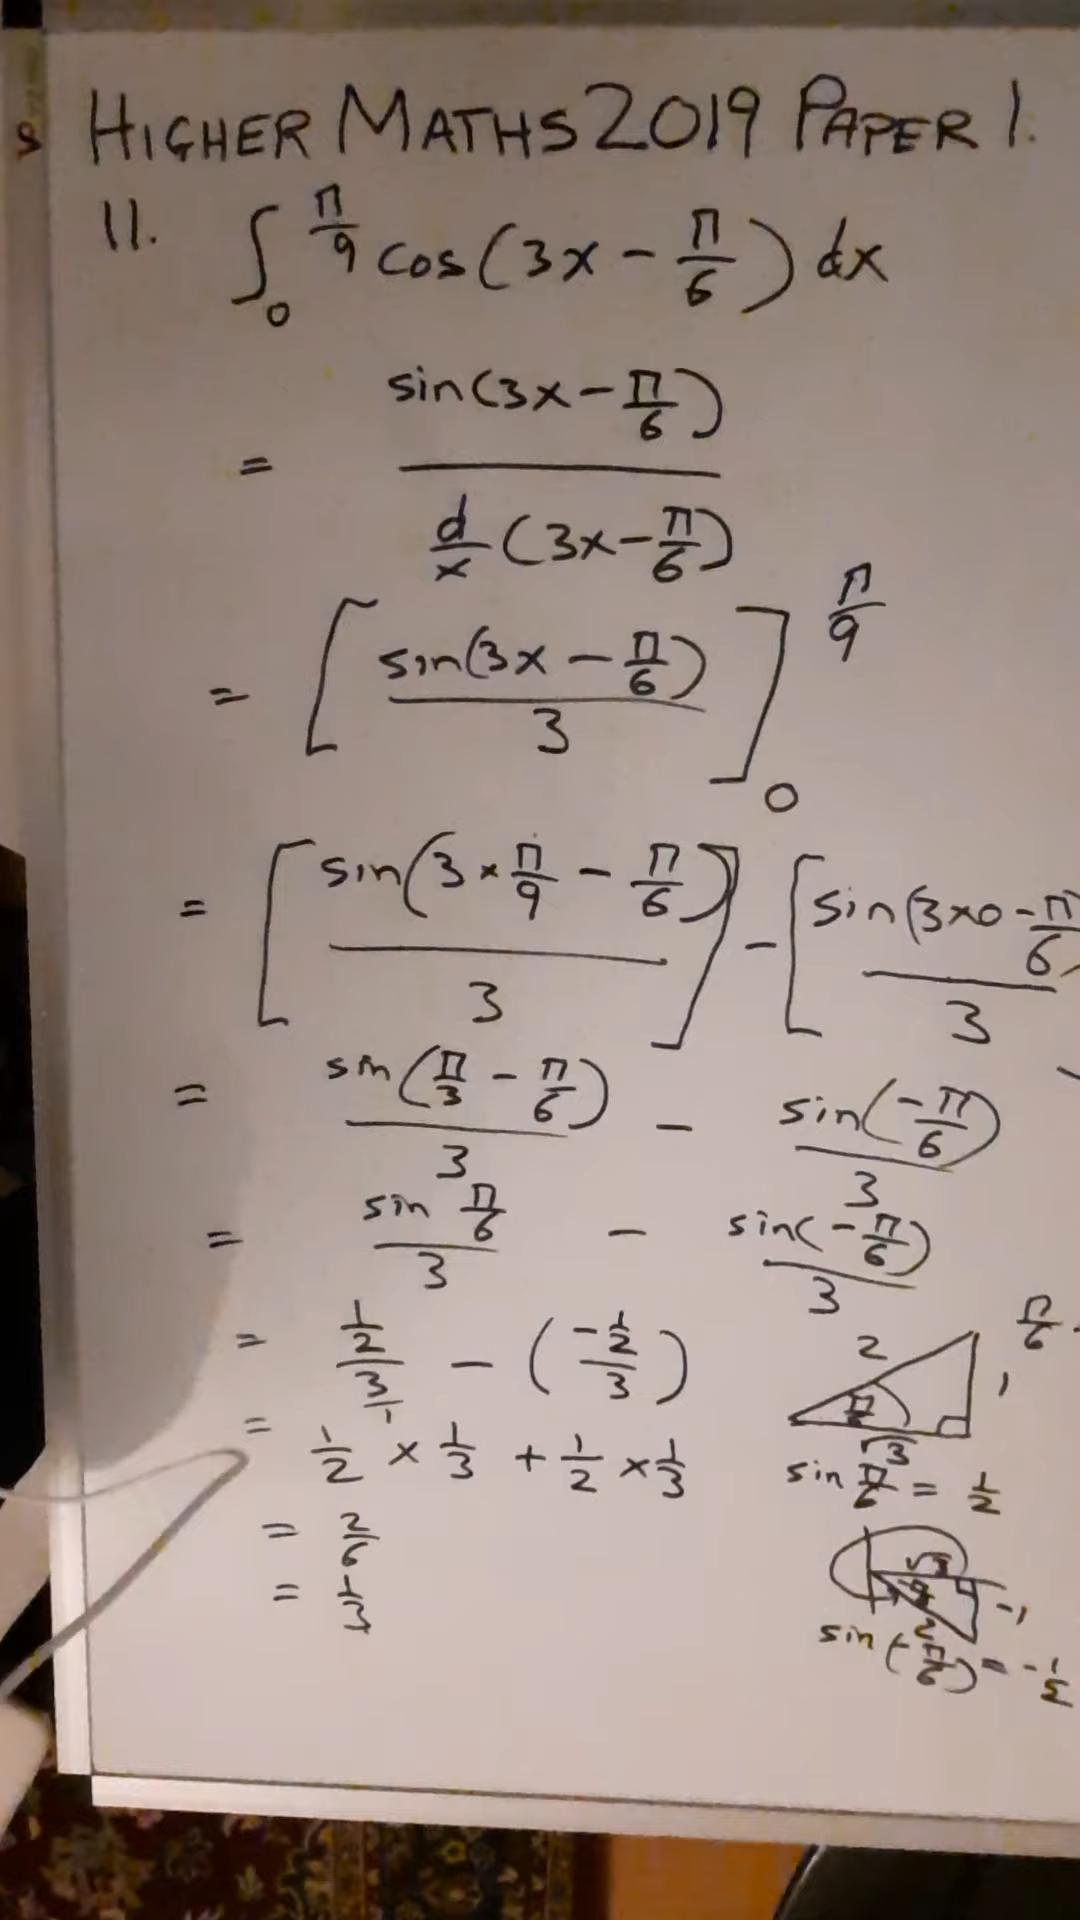 HIGHER MATHS 2019 PAPER 1.
11. ∫₀^(π/9) cos(3x - π/6) dx
= sin(3x - π/6) / (d/x (3x - π/6))
= [sin(3x - π/6) / 3]₀^(π/9)
= [sin(3 × π/9 - π/6) / 3] - [sin(3×0 - π/6) / 3
= sin(π/3 - π/6) / 3 - sin(-π/6) / 3
= sin π/6 / 3 - sin(-π/6) / 3
= 1/2 / 3/1 - (-1/2 / 3)
= 1/2 × 1/3 + 1/2 × 1/3
= 2/6
= 1/3
π/6
2
1
π/6
√3
sin π/6 = 1/2
√3
-1
2
sin(-π/6) = -1/2